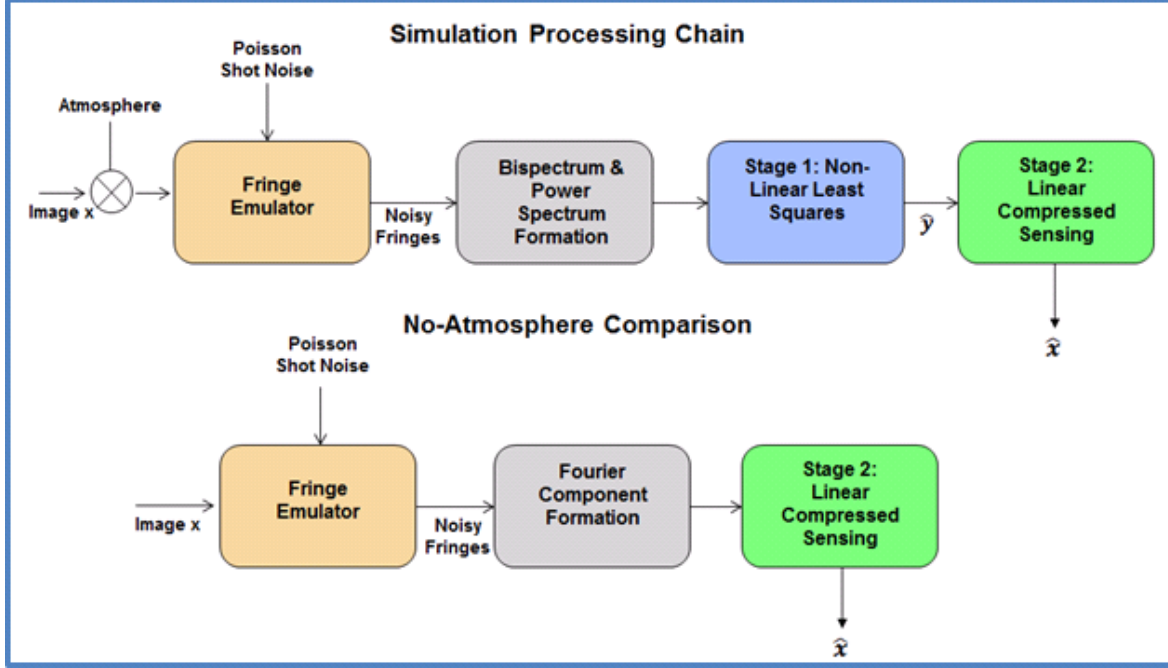 Simulation Processing Chain
Poisson
Shot Noise
Atmosphere
Image x
Fringe
Emulator
Noisy
Fringes
Bispectrum &
Power
Spectrum
Formation
Stage 1: Non-
Linear Least
Squares
ŷ
Stage 2:
Linear
Compressed
Sensing
x̂
No-Atmosphere Comparison
Poisson
Shot Noise
Image x
Fringe
Emulator
Noisy
Fringes
Fourier
Component
Formation
Stage 2:
Linear
Compressed
Sensing
x̂